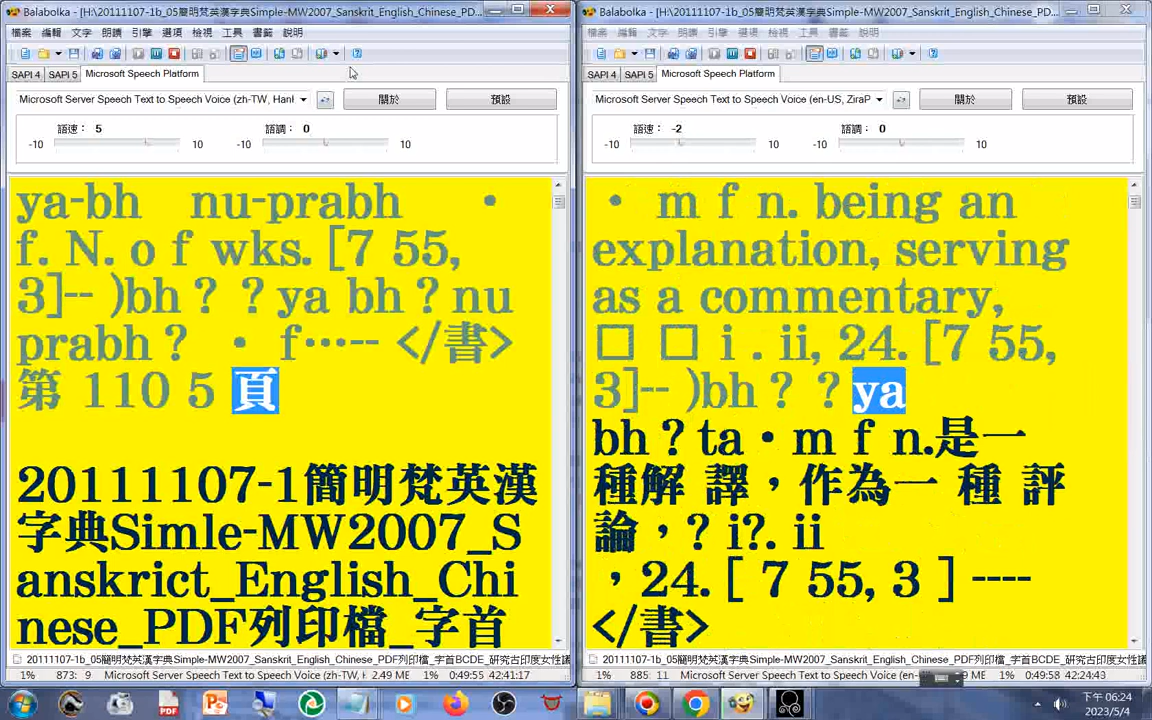 Balabolka - [H:\20111107-1b_05簡明梵英漢字典Simple-MW2007_Sanskrit_English_Chinese_PD...
檔案 編輯 文字 朗讀 引擎 選項 檢視 工具 書籤 說明
SAPI 4 SAPI 5 Microsoft Speech Platform
Microsoft Server Speech Text to Speech Voice (zh-TW, Hanl 關於 預設
語速： 5 語調： 0
-10 10 -10 10
ya-bh nu-prabh •
f. N. o f wks. [7 55,
3]-- )bh？ ？ya bh？nu
prabh？ • f…-- </書>
第 110 5 頁
20111107-1簡明梵英漢
字典Simle-MW2007_S
anskrict_English_Chi
nese_PDF列印檔_字首
20111107-1b_05簡明梵英漢字典Simple-MW2007_Sanskrit_English_Chinese_PDF列印檔_字首BCDE_研究古印度女性議
1% 873: 9 Microsoft Server Speech Text to Speech Voice (zh-TW, H 2.49 ME 1% 0:49:55 42:41:17
Balabolka - [H:\20111107-1b_05簡明梵英漢字典Simple-MW2007_Sanskrit_English_Chinese_PD...
檔案 編輯 文字 朗讀 引擎 選項 檢視 工具 書籤 說明
SAPI 4 SAPI 5 Microsoft Speech Platform
Microsoft Server Speech Text to Speech Voice (en-US, ZiraP 關於 預設
語速： -2 語調： 0
-10 10 -10 10
• m f n. being an
explanation, serving
as a commentary,
□ □ i . ii, 24. [7 55,
3]-- )bh？ ？ya
bh？ta•m f n.是一
種解 譯，作為一 種 評
論，? i?. ii
，24. [ 7 55, 3 ] ----
</書>
20111107-1b_05簡明梵英漢字典Simple-MW2007_Sanskrit_English_Chinese_PDF列印檔_字首BCDE_研究古印度女性議
1% 885: 11 Microsoft Server Speech Text to Speech Voice (en-US, ME 1% 0:49:58 42:24:43
下午 06:24
2023/5/4